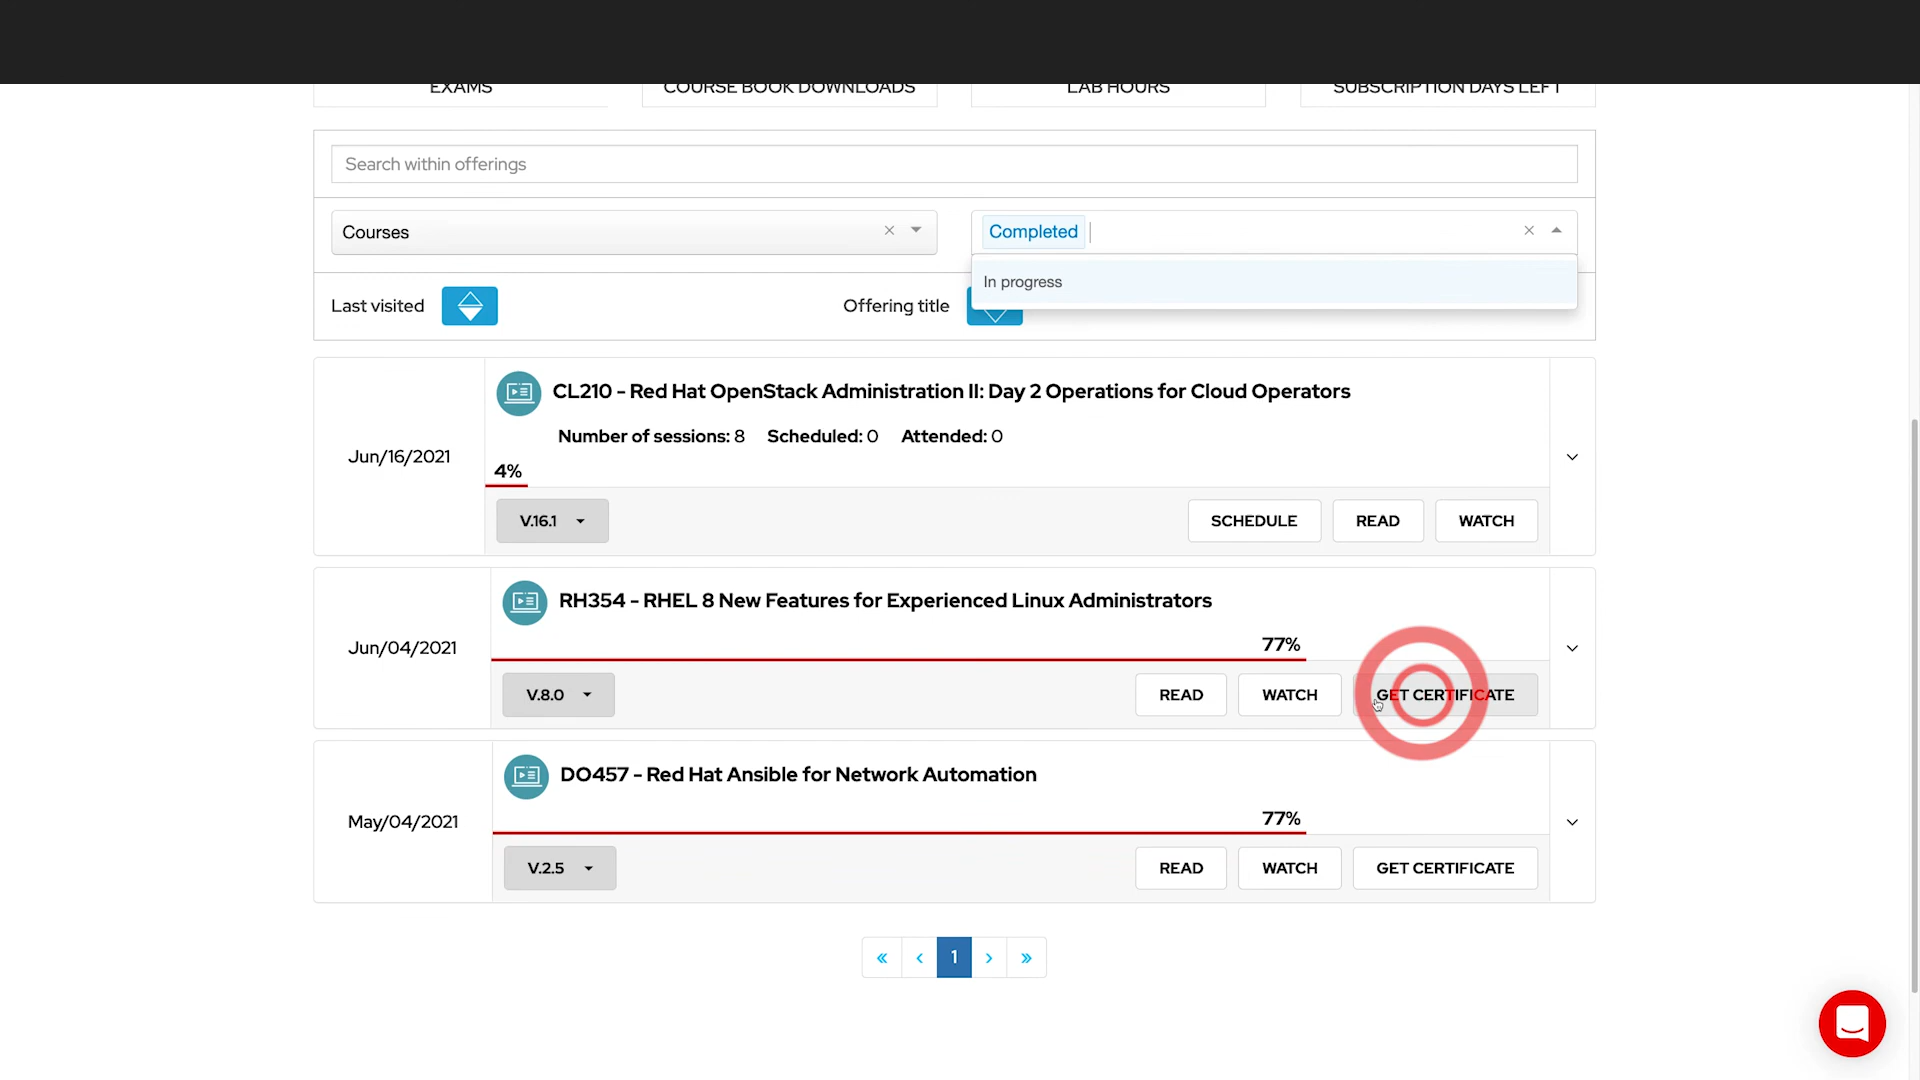 EXAMS
COURSE BOOK DOWNLOADS
LAB HOURS
SUBSCRIPTION DAYS LEFT
Search within offerings
Courses
Completed
In progress
Last visited
Offering title
Jun/16/2021
CL210 - Red Hat OpenStack Administration II: Day 2 Operations for Cloud Operators
Number of sessions: 8 Scheduled: 0 Attended: 0
4%
V.16.1
SCHEDULE
READ
WATCH
Jun/04/2021
RH354 - RHEL 8 New Features for Experienced Linux Administrators
77%
V.8.0
READ
WATCH
GET CERTIFICATE
May/04/2021
DO457 - Red Hat Ansible for Network Automation
77%
V.2.5
READ
WATCH
GET CERTIFICATE
« ‹ 1 › »